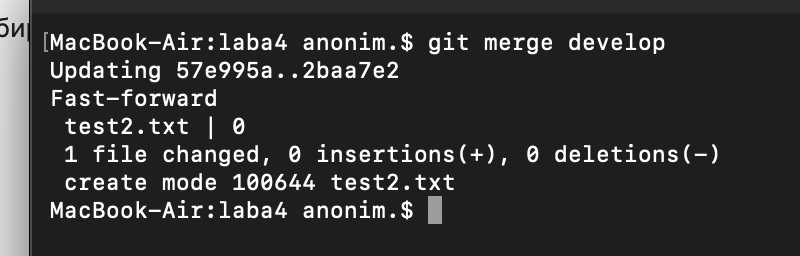 бир
[MacBook-Air:laba4 anonim.$ git merge develop
Updating 57e995a..2baa7e2
Fast-forward
 test2.txt | 0
 1 file changed, 0 insertions(+), 0 deletions(-)
 create mode 100644 test2.txt
MacBook-Air:laba4 anonim.$